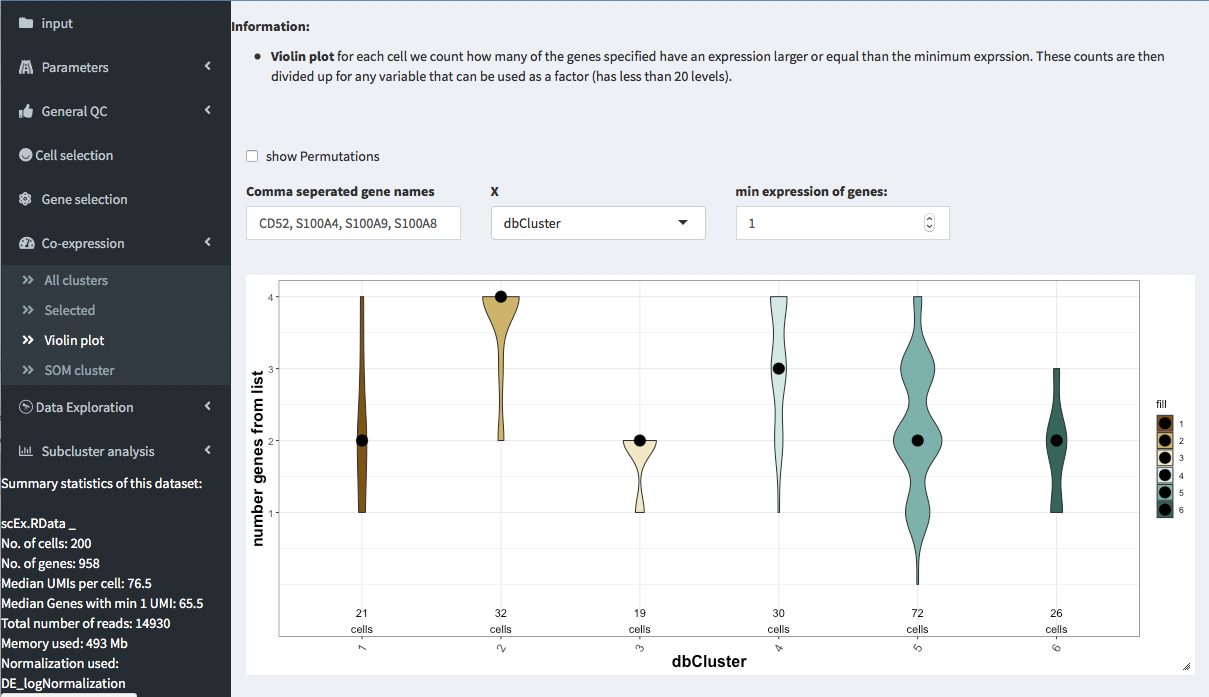 input
Parameters
General QC
Cell selection
Gene selection
Co-expression
All clusters
Selected
Violin plot
SOM cluster
Data Exploration
Subcluster analysis
Summary statistics of this dataset:
scEx.RData _
No. of cells: 200
No. of genes: 958
Median UMIs per cell: 76.5
Median Genes with min 1 UMI: 65.5
Total number of reads: 14930
Memory used: 493 Mb
Normalization used:
DE_logNormalization
Information:
Violin plot for each cell we count how many of the genes specified have an expression larger or equal than the minimum exprssion. These counts are then
divided up for any variable that can be used as a factor (has less than 20 levels).
show Permutations
Comma seperated gene names
CD52, S100A4, S100A9, S100A8
X
dbCluster
min expression of genes:
1
number genes from list
4
3
2
1
21 32 19 30 72 26
cells cells cells cells cells cells
1 2 3 4 5 6
dbCluster
fill
1
2
3
4
5
6